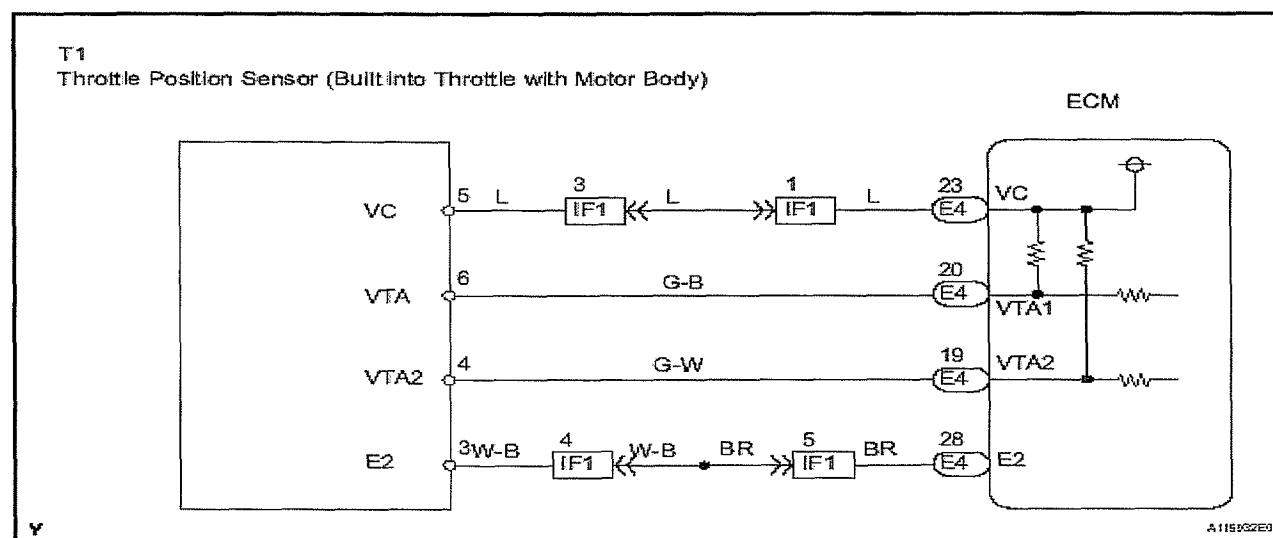 T1
Throttle Position Sensor (Built into Throttle with Motor Body)
ECM
VC 5 L 3 IF1 L 1 IF1 L 23 E4 VC
VTA 6 G-B 20 E4 VTA1
VTA2 4 G-W 19 E4 VTA2
E2 3 W-B 4 IF1 W-B BR 5 IF1 BR 28 E4 E2
Y